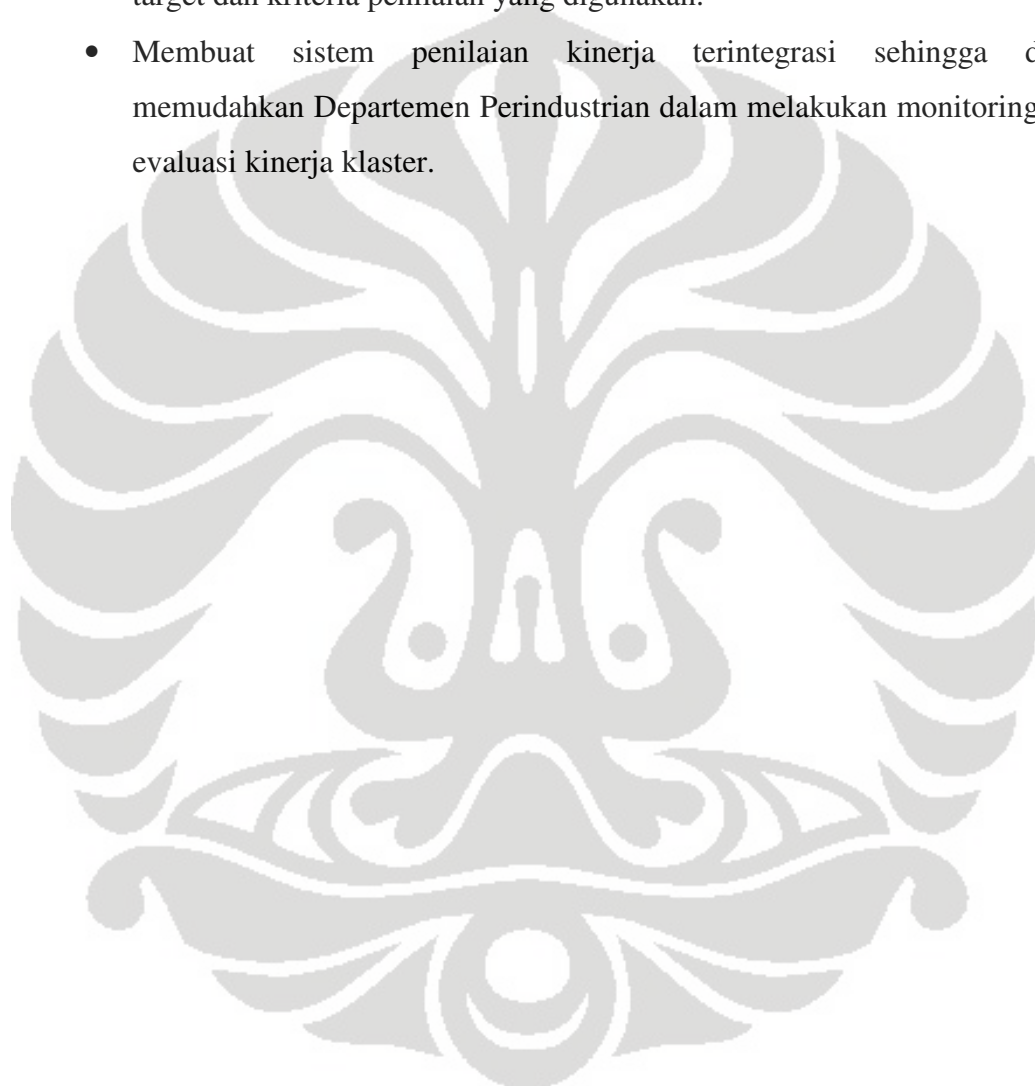 target dan kriteria penilaian yang digunakan.
• Membuat sistem penilaian kinerja terintegrasi sehingga
memudahkan Departemen Perindustrian dalam melakukan monitoring
evaluasi kinerja klaster.